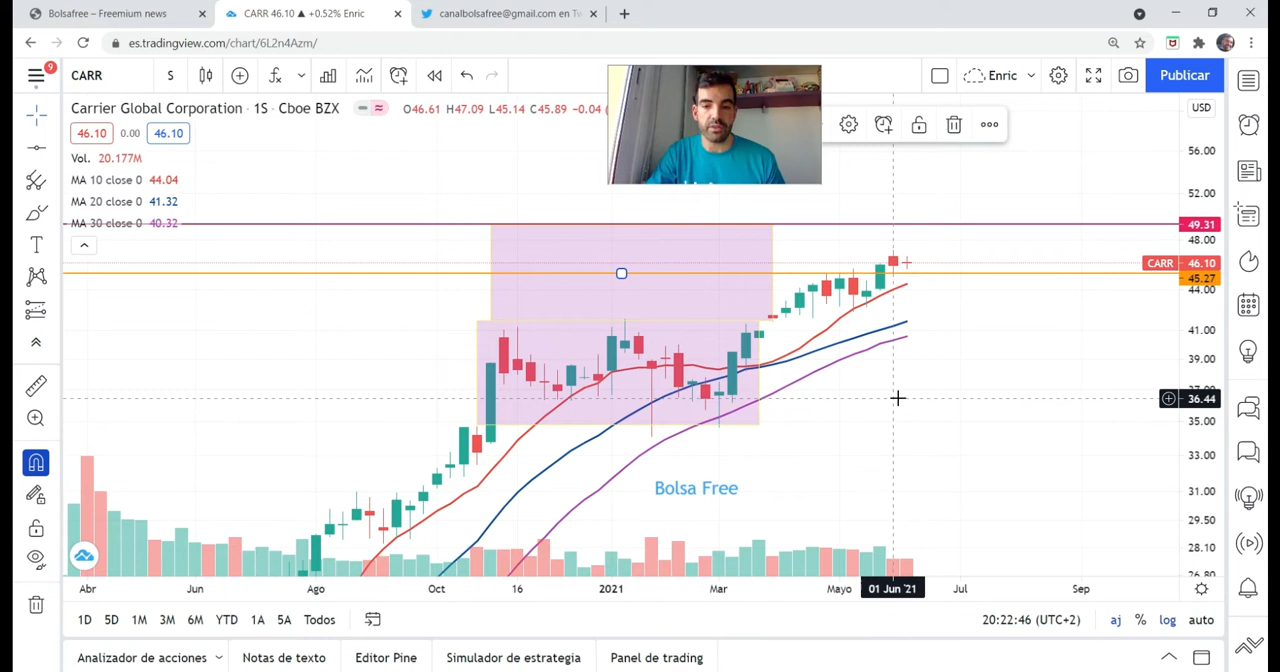 Bolsafree – Freemium news
CARR 46.10 ▲ +0.52% Enric
canalbolsafree@gmail.com en Tw
es.tradingview.com/chart/6L2n4Azm/
9
CARR
S
Enric
Publicar
Carrier Global Corporation · 1S · Cboe BZX
O46.61 H47.09 L45.14 C45.89 -0.04
USD
46.10 0.00 46.10
Vol. 20.177M
MA 10 close 0 44.04
MA 20 close 0 41.32
MA 30 close 0 40.32
56.00
52.00
49.31
48.00
CARR 46.10
45.27
44.00
41.00
39.00
36.44
35.00
33.00
31.00
29.50
28.10
26.80
Bolsa Free
Abr Jun Ago Oct 16 2021 Mar Mayo 01 Jun '21 Jul Sep
1D 5D 1M 3M 6M YTD 1A 5A Todos
20:22:46 (UTC+2)
aj % log auto
Analizador de acciones
Notas de texto
Editor Pine
Simulador de estrategia
Panel de trading